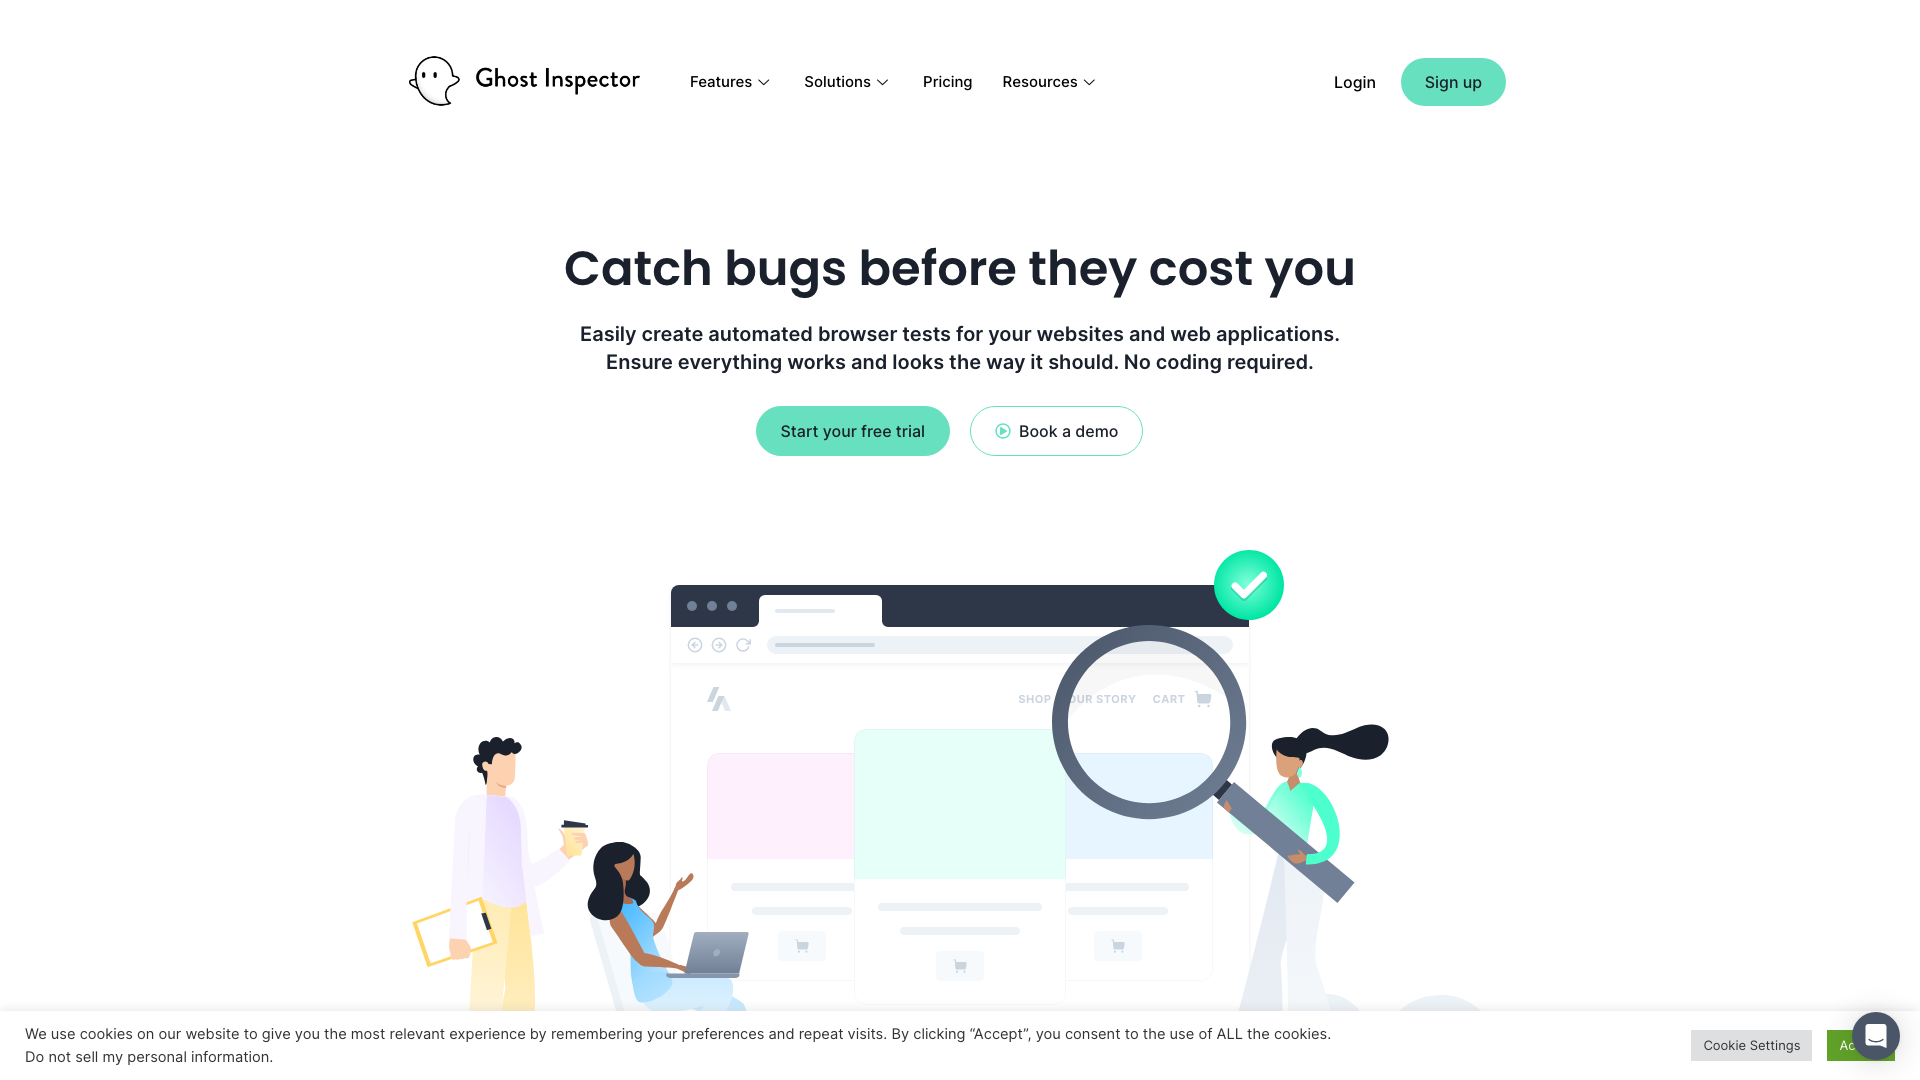 Ghost Inspector
Features
Solutions
Pricing
Resources
Login
Sign up
Catch bugs before they cost you
Easily create automated browser tests for your websites and web applications.
Ensure everything works and looks the way it should. No coding required.
Start your free trial
Book a demo
SHOP
OUR STORY
CART
We use cookies on our website to give you the most relevant experience by remembering your preferences and repeat visits. By clicking “Accept”, you consent to the use of ALL the cookies.
Do not sell my personal information.
Cookie Settings